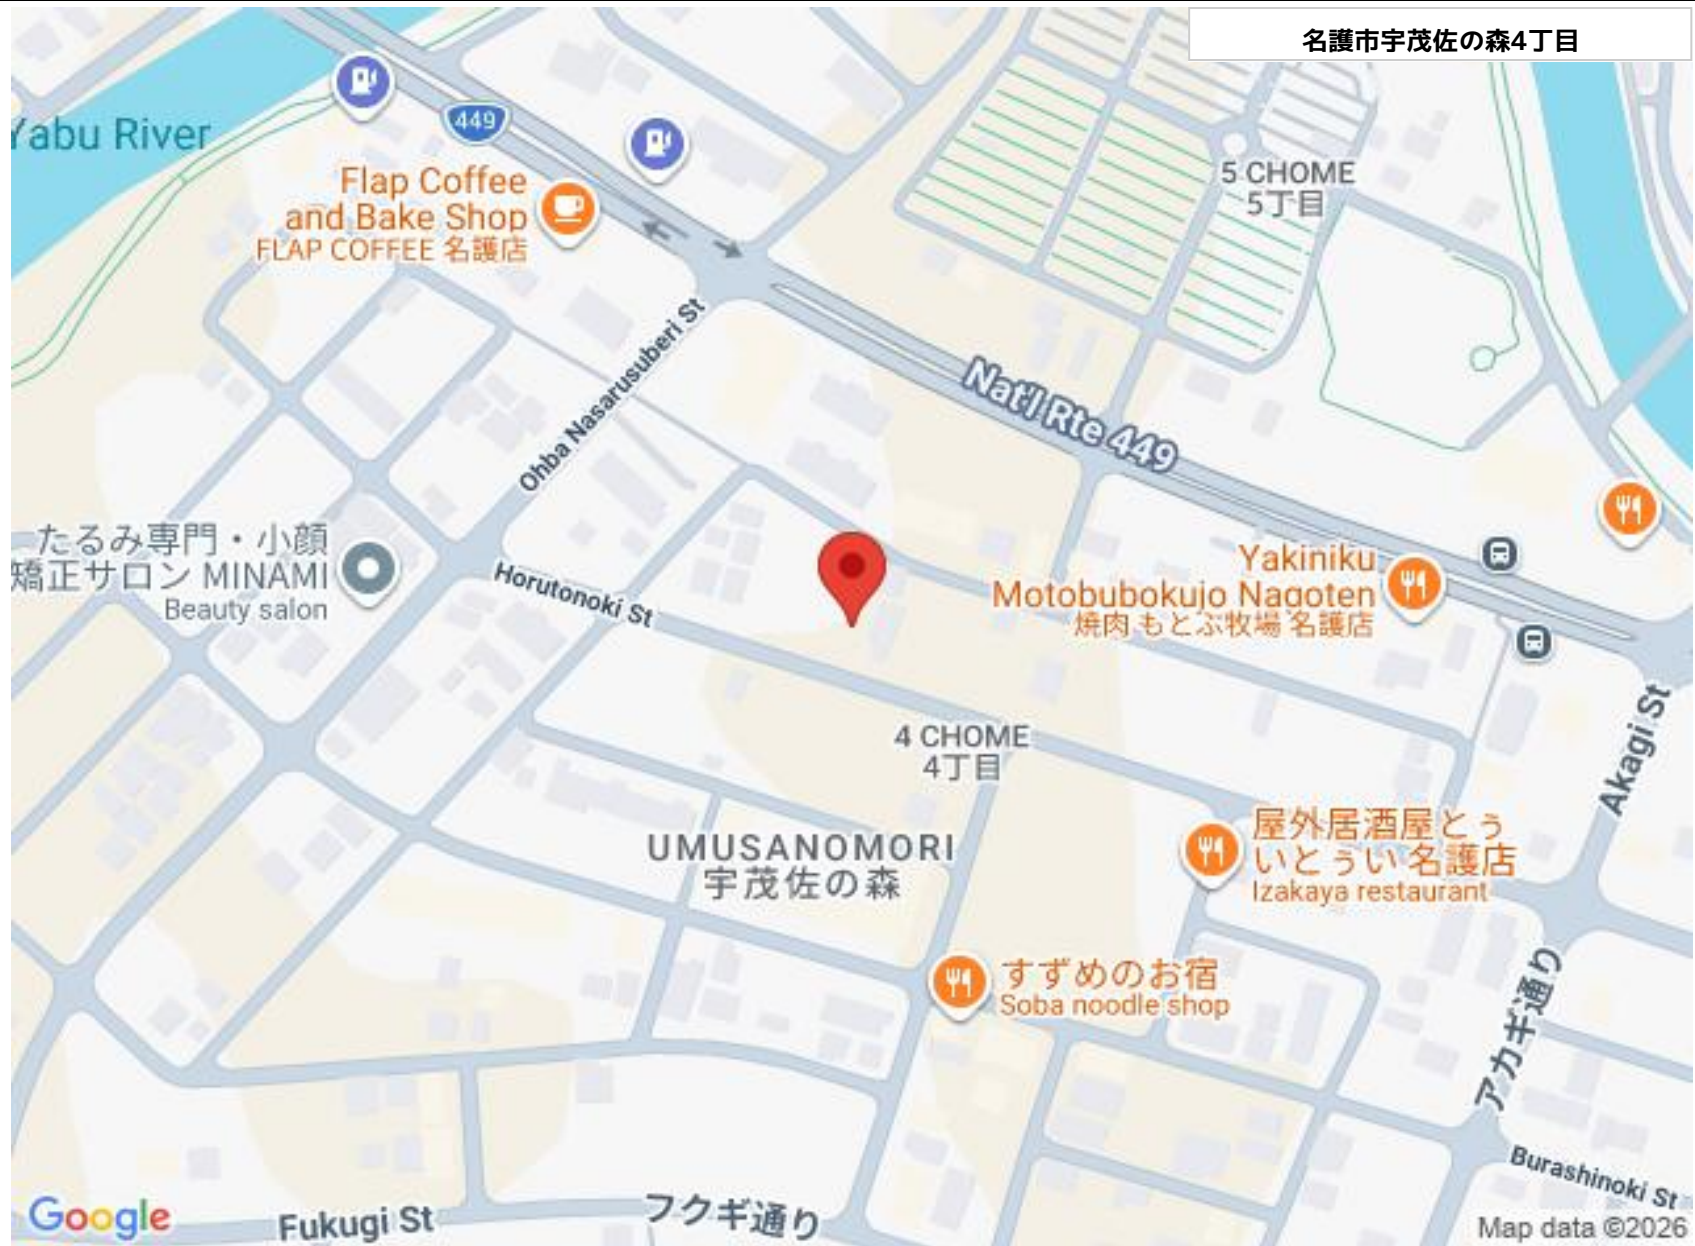 名護市宇茂佐の森4丁目
449
Yabu River
Flap Coffee
and Bake Shop
FLAP COFFEE 名護店
5 CHOME
5丁目
Ohba Nasarusuberi St
Nat'l Rte 449
たるみ専門・小顔
矯正サロン MINAMI
Beauty salon
Horutonoki St
Yakiniku
Motobubokujo Nagoten
焼肉 もとぶ牧場 名護店
Akagi St
4 CHOME
4丁目
UMUSANOMORI
宇茂佐の森
屋外居酒屋とぅ
いとぅい 名護店
Izakaya restaurant
すずめのお宿
Soba noodle shop
アカギ通り
Burashinoki St
Google
Fukugi St
フクギ通り
Map data ©2026